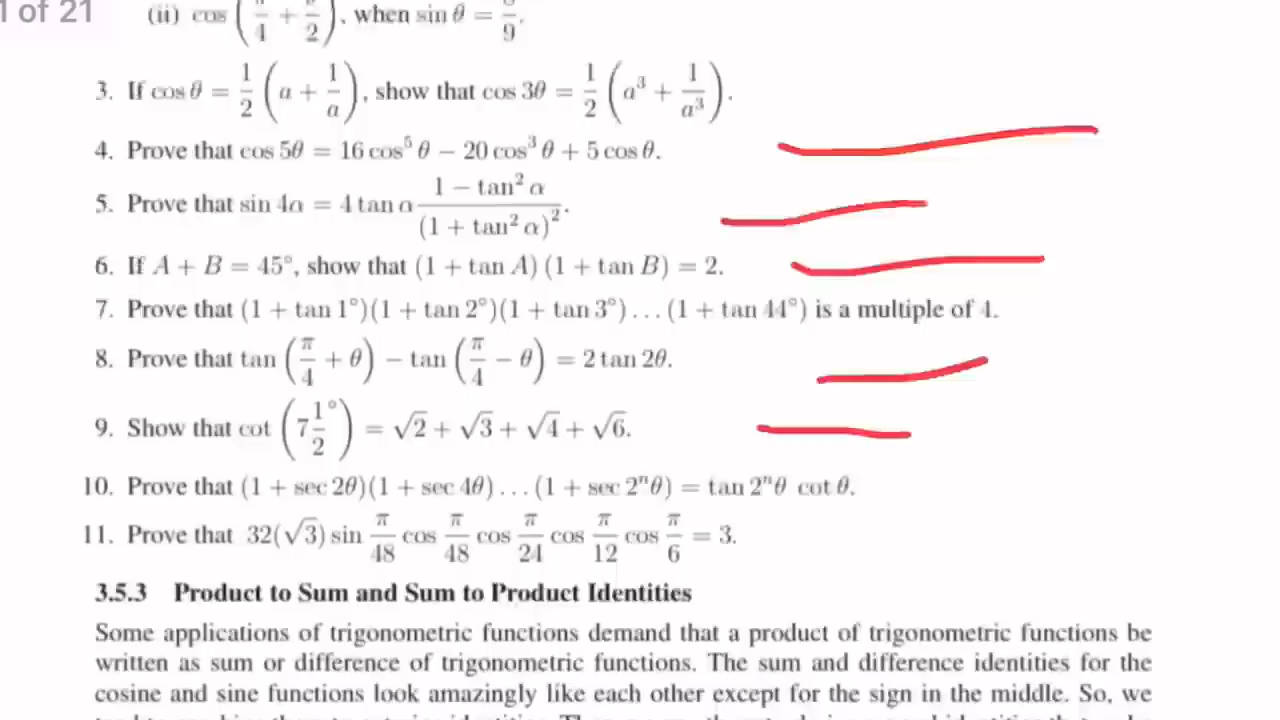 1 of 21
(ii) cos (π/4 + θ/2), when sin θ = 8/9.
3. If cos θ = 1/2 (a + 1/a), show that cos 3θ = 1/2 (a³ + 1/a³).
4. Prove that cos 5θ = 16 cos⁵ θ − 20 cos³ θ + 5 cos θ.
5. Prove that sin 4α = 4 tan α (1 − tan² α)/(1 + tan² α)².
6. If A + B = 45°, show that (1 + tan A) (1 + tan B) = 2.
7. Prove that (1 + tan 1°)(1 + tan 2°)(1 + tan 3°) . . . (1 + tan 44°) is a multiple of 4.
8. Prove that tan (π/4 + θ) − tan (π/4 − θ) = 2 tan 2θ.
9. Show that cot (7 1/2°) = √2 + √3 + √4 + √6.
10. Prove that (1 + sec 2θ)(1 + sec 4θ) . . . (1 + sec 2ⁿθ) = tan 2ⁿθ cot θ.
11. Prove that 32(√3) sin π/48 cos π/48 cos π/24 cos π/12 cos π/6 = 3.
3.5.3 Product to Sum and Sum to Product Identities
Some applications of trigonometric functions demand that a product of trigonometric functions be
written as sum or difference of trigonometric functions. The sum and difference identities for the
cosine and sine functions look amazingly like each other except for the sign in the middle. So, we